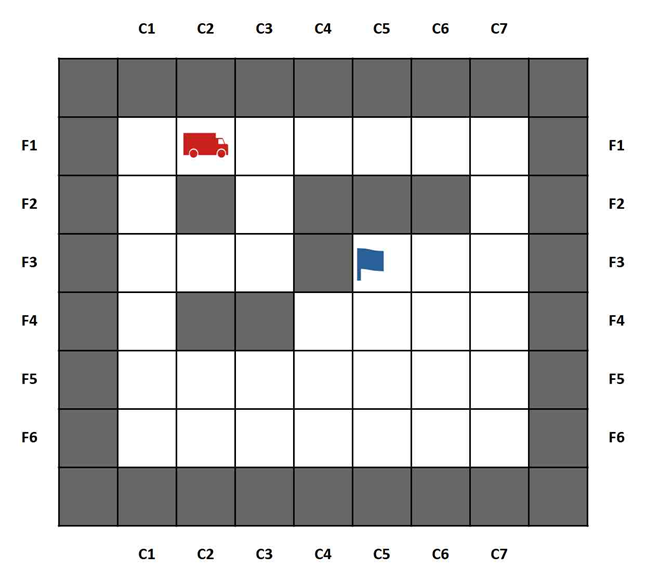 C1 C2 C3 C4 C5 C6 C7
F1 F1
F2 F2
F3 F3
F4 F4
F5 F5
F6 F6
C1 C2 C3 C4 C5 C6 C7